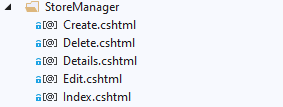 StoreManager
[@] Create.cshtml
[@] Delete.cshtml
[@] Details.cshtml
[@] Edit.cshtml
[@] Index.cshtml